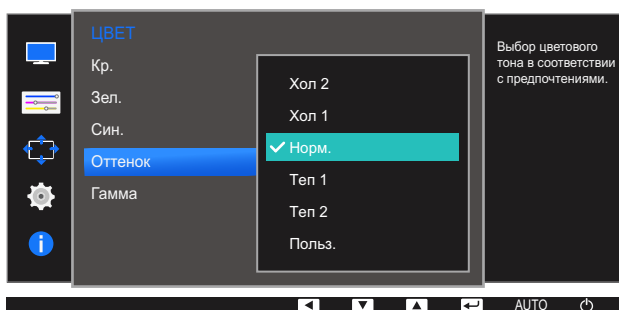 ЦВЕТ
Кр.
Зел.
Син.
Оттенок
Гамма
Хол 2
Хол 1
Норм.
Теп 1
Теп 2
Польз.
Выбор цветового
тона в соответствии
с предпочтениями.
AUTO